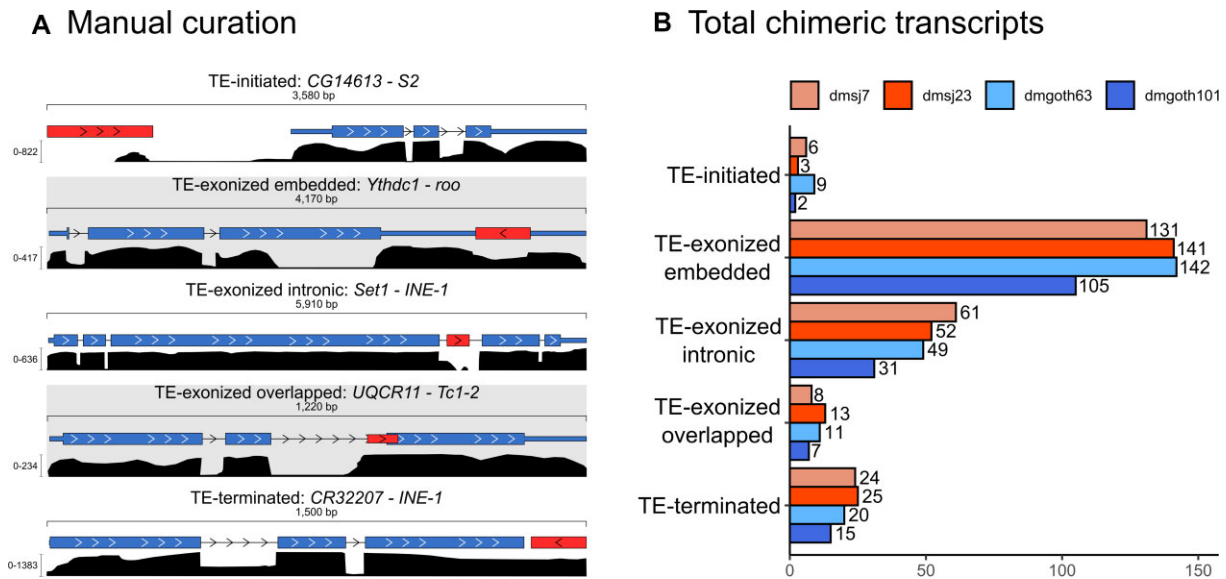 A Manual curation
TE-initiated: CG14613 - S2
3,580 bp
0-822
TE-exonized embedded: Ythdc1 - roo
4,170 bp
0-417
TE-exonized intronic: Set1 - INE-1
5,910 bp
0-636
TE-exonized overlapped: UQCR11 - Tc1-2
1,220 bp
0-234
TE-terminated: CR32207 - INE-1
1,500 bp
0-1383
B Total chimeric transcripts
dmsj7 dmsj23 dmgoth63 dmgoth101
TE-initiated
6
3
9
2
TE-exonized
embedded
131
141
142
105
TE-exonized
intronic
61
52
49
31
TE-exonized
overlapped
8
13
11
7
TE-terminated
24
25
20
15
0 50 100 150